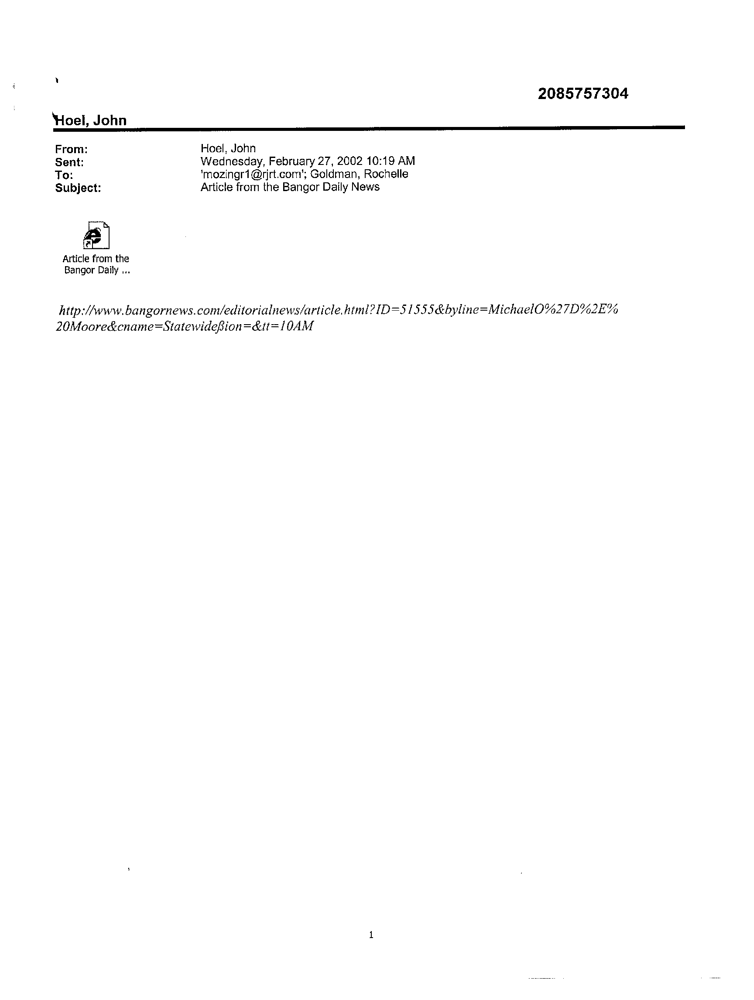 2085757304
Hoel, John
From: Hoel, John
Sent: Wednesday, February 27, 2002 10:19 AM
To: 'mozingr1@rjrt.com'; Goldman, Rochelle
Subject: Article from the Bangor Daily News
Article from the
Bangor Daily ...
http://www.bangornews.com/editorialnews/article.html?ID=51555&byline=MichaelO%27D%2E%
20Moore&cname=Statewideßion=&tt=10AM
1